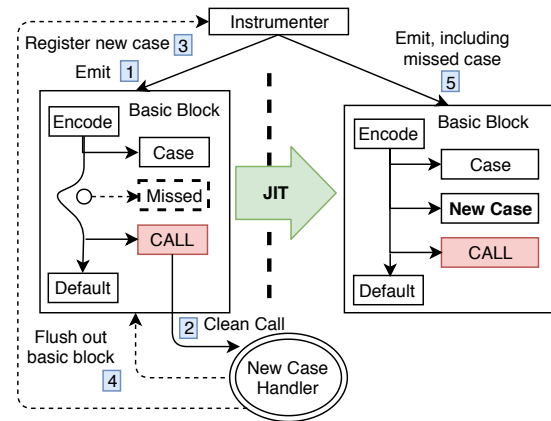 Instrumenter
Register new case 3
Emit 1
Emit, including
missed case
5
Basic Block
Encode
Case
Missed
CALL
Default
JIT
Basic Block
Encode
Case
New Case
CALL
Default
2 Clean Call
Flush out
basic block
4
New Case
Handler